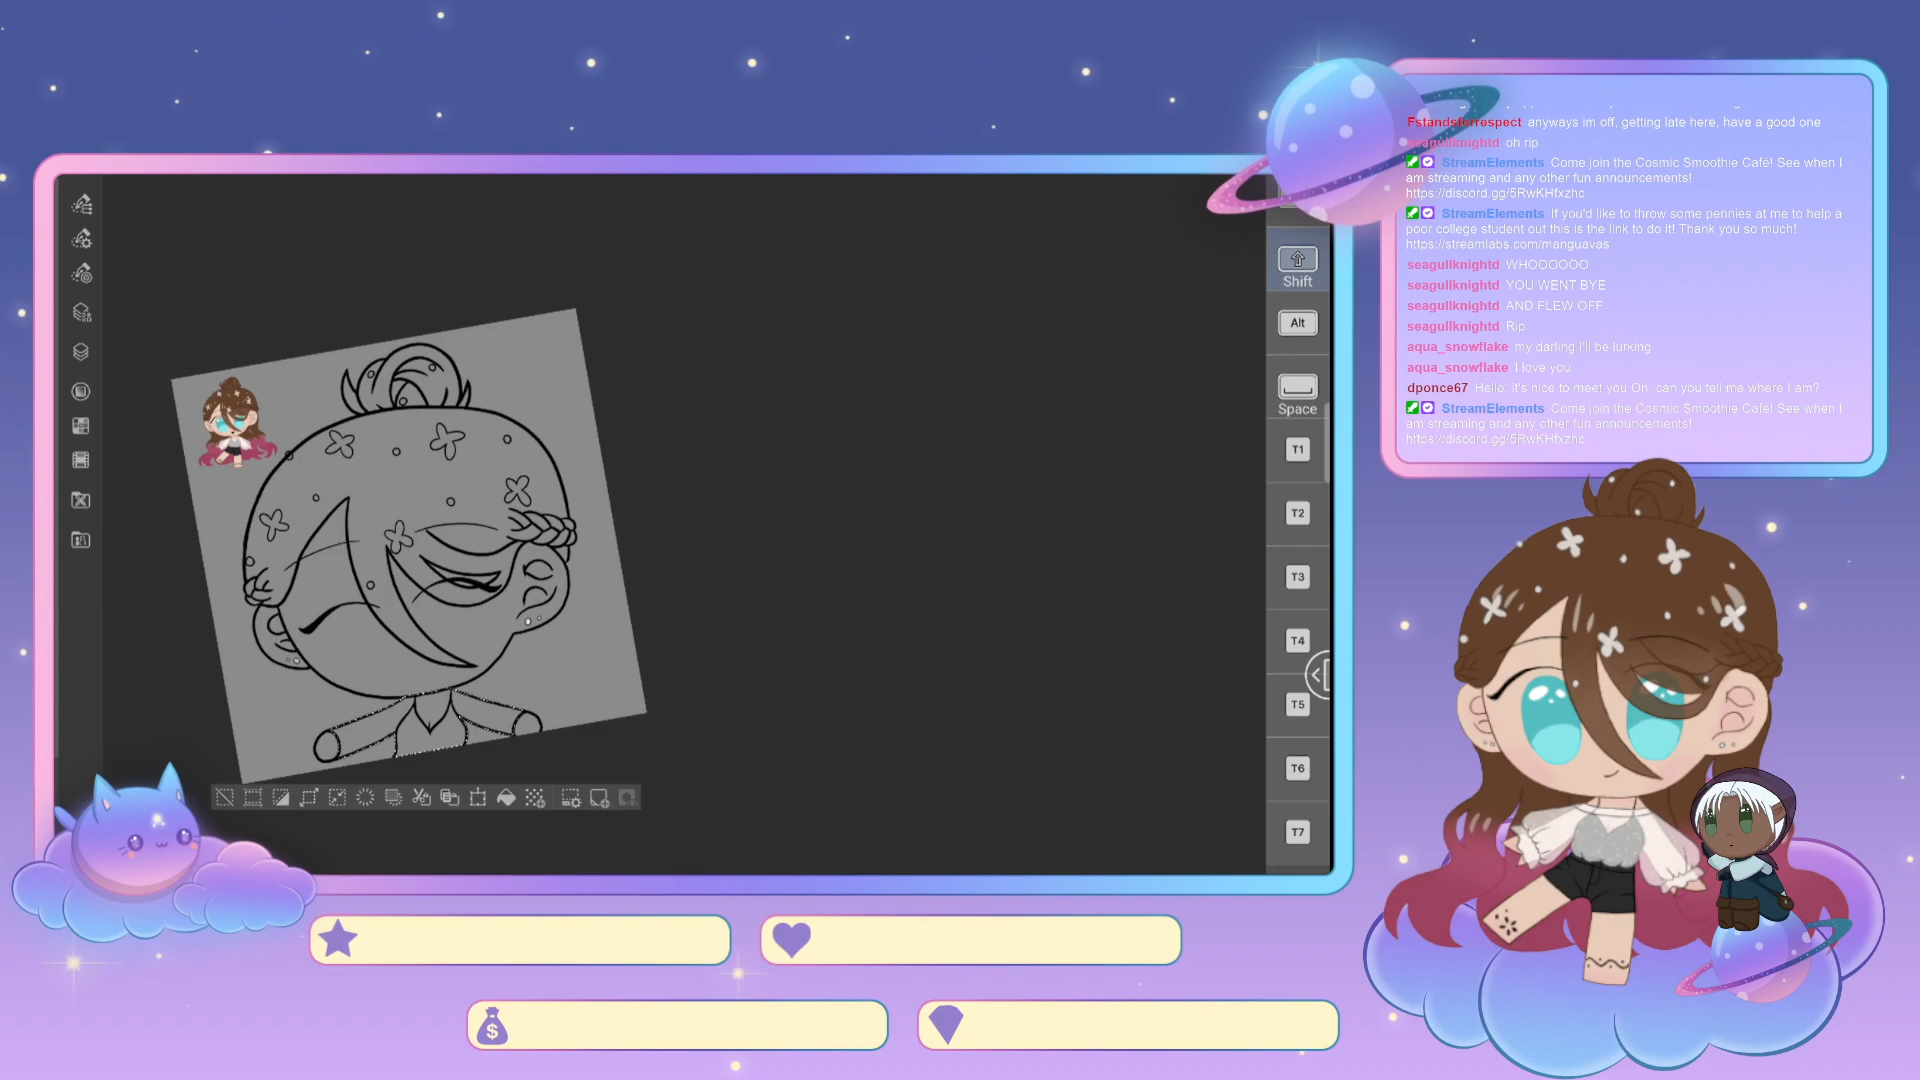 Fstandsforrespect anyways im off, getting late here, have a good one
seagullknightd oh rip
StreamElements Come join the Cosmic Smoothie Café! See when I
am streaming and any other fun announcements!
https://discord.gg/5RwKHfxzhc
StreamElements If you'd like to throw some pennies at me to help a
poor college student out this is the link to do it! Thank you so much!
https://streamlabs.com/manguavas
seagullknightd WHOOOOOO
seagullknightd YOU WENT BYE
seagullknightd AND FLEW OFF
seagullknightd Rip
aqua_snowflake my darling I'll be lurking
aqua_snowflake I love you
dponce67 Hello, it's nice to meet you Oh, can you tell me where I am?
StreamElements Come join the Cosmic Smoothie Café! See when I
am streaming and any other fun announcements!
https://discord.gg/5RwKHfxzhc
Shift
Alt
Space
T1
T2
T3
T4
T5
T6
T7
$